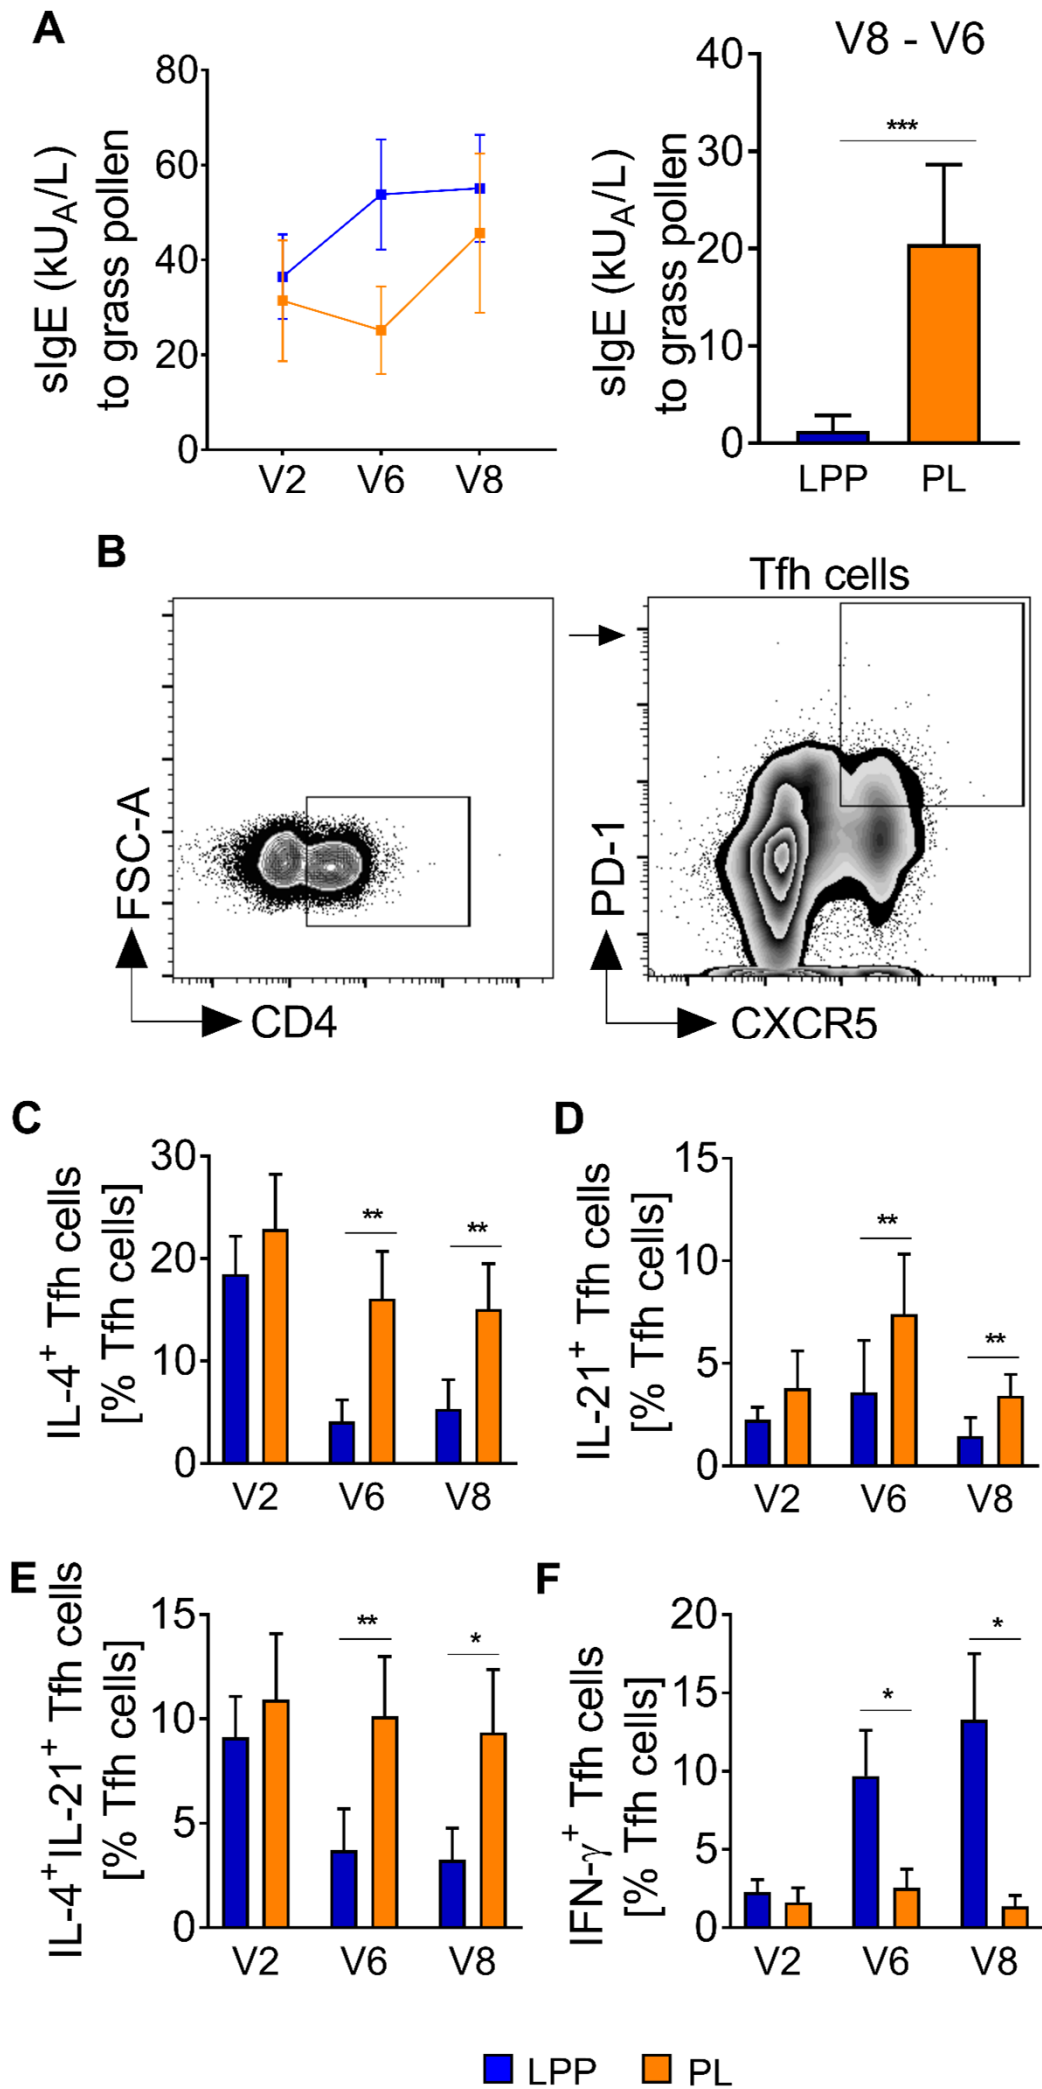 A
V8 - V6
sIgE (kUA/L)
to grass pollen
80
60
40
20
0
V2 V6 V8
sIgE (kUA/L)
to grass pollen
40
30
20
10
0
***
LPP PL
B
Tfh cells
FSC-A
CD4
PD-1
CXCR5
C
IL-4+ Tfh cells
[% Tfh cells]
30
20
10
0
** **
V2 V6 V8
D
IL-21+ Tfh cells
[% Tfh cells]
15
10
5
0
** **
V2 V6 V8
E
IL-4+IL-21+ Tfh cells
[% Tfh cells]
15
10
5
0
** *
V2 V6 V8
F
IFN-γ+ Tfh cells
[% Tfh cells]
20
15
10
5
0
* *
V2 V6 V8
LPP PL